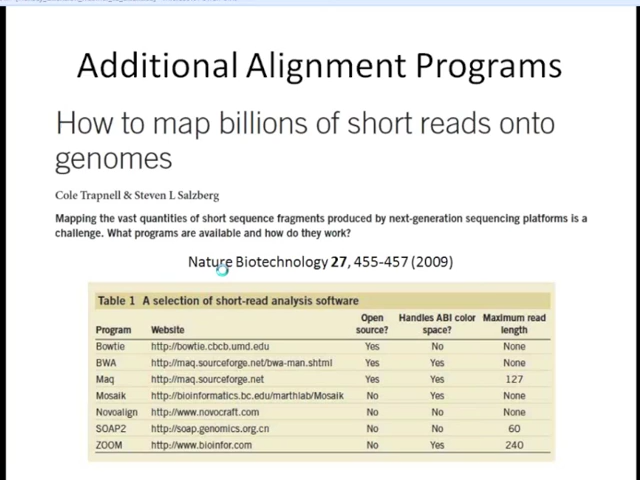 Additional Alignment Programs
How to map billions of short reads onto
genomes
Cole Trapnell & Steven L Salzberg
Mapping the vast quantities of short sequence fragments produced by next-generation sequencing platforms is a
challenge. What programs are available and how do they work?
Nature Biotechnology 27, 455-457 (2009)
Table 1 A selection of short-read analysis software
Open Handles ABI color Maximum read
Program Website source? space? length
Bowtie http://bowtie.cbcb.umd.edu Yes No None
BWA http://maq.sourceforge.net/bwa-man.shtml Yes Yes None
Maq http://maq.sourceforge.net Yes Yes 127
Mosaik http://bioinformatics.bc.edu/marthlab/Mosaik No Yes None
Novoalign http://www.novocraft.com No No None
SOAP2 http://soap.genomics.org.cn No No 60
ZOOM http://www.bioinfor.com No Yes 240